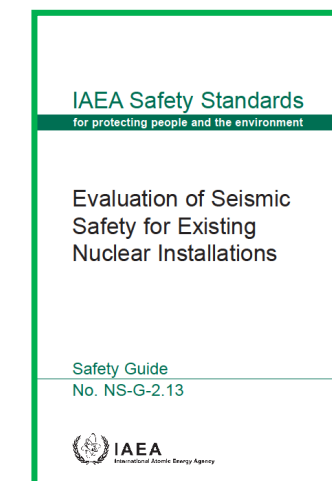 IAEA Safety Standards
for protecting people and the environment
Evaluation of Seismic
Safety for Existing
Nuclear Installations
Safety Guide
No. NS-G-2.13
IAEA
International Atomic Energy Agency